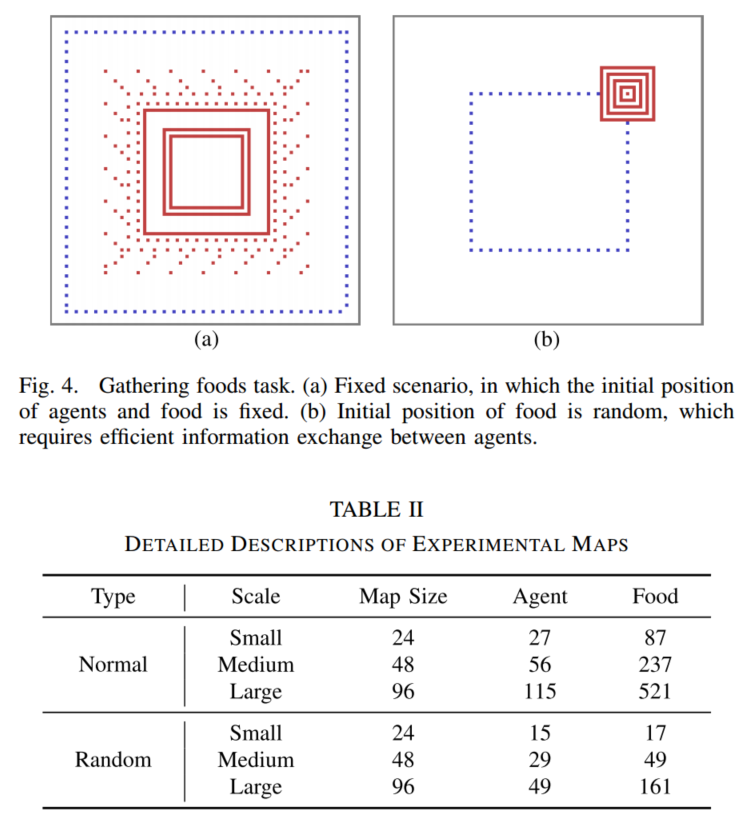 (a)
(b)
Fig. 4. Gathering foods task. (a) Fixed scenario, in which the initial position
of agents and food is fixed. (b) Initial position of food is random, which
requires efficient information exchange between agents.
TABLE II
DETAILED DESCRIPTIONS OF EXPERIMENTAL MAPS
Type Scale Map Size Agent Food
Small 24 27 87
Normal Medium 48 56 237
Large 96 115 521
Small 24 15 17
Random Medium 48 29 49
Large 96 49 161